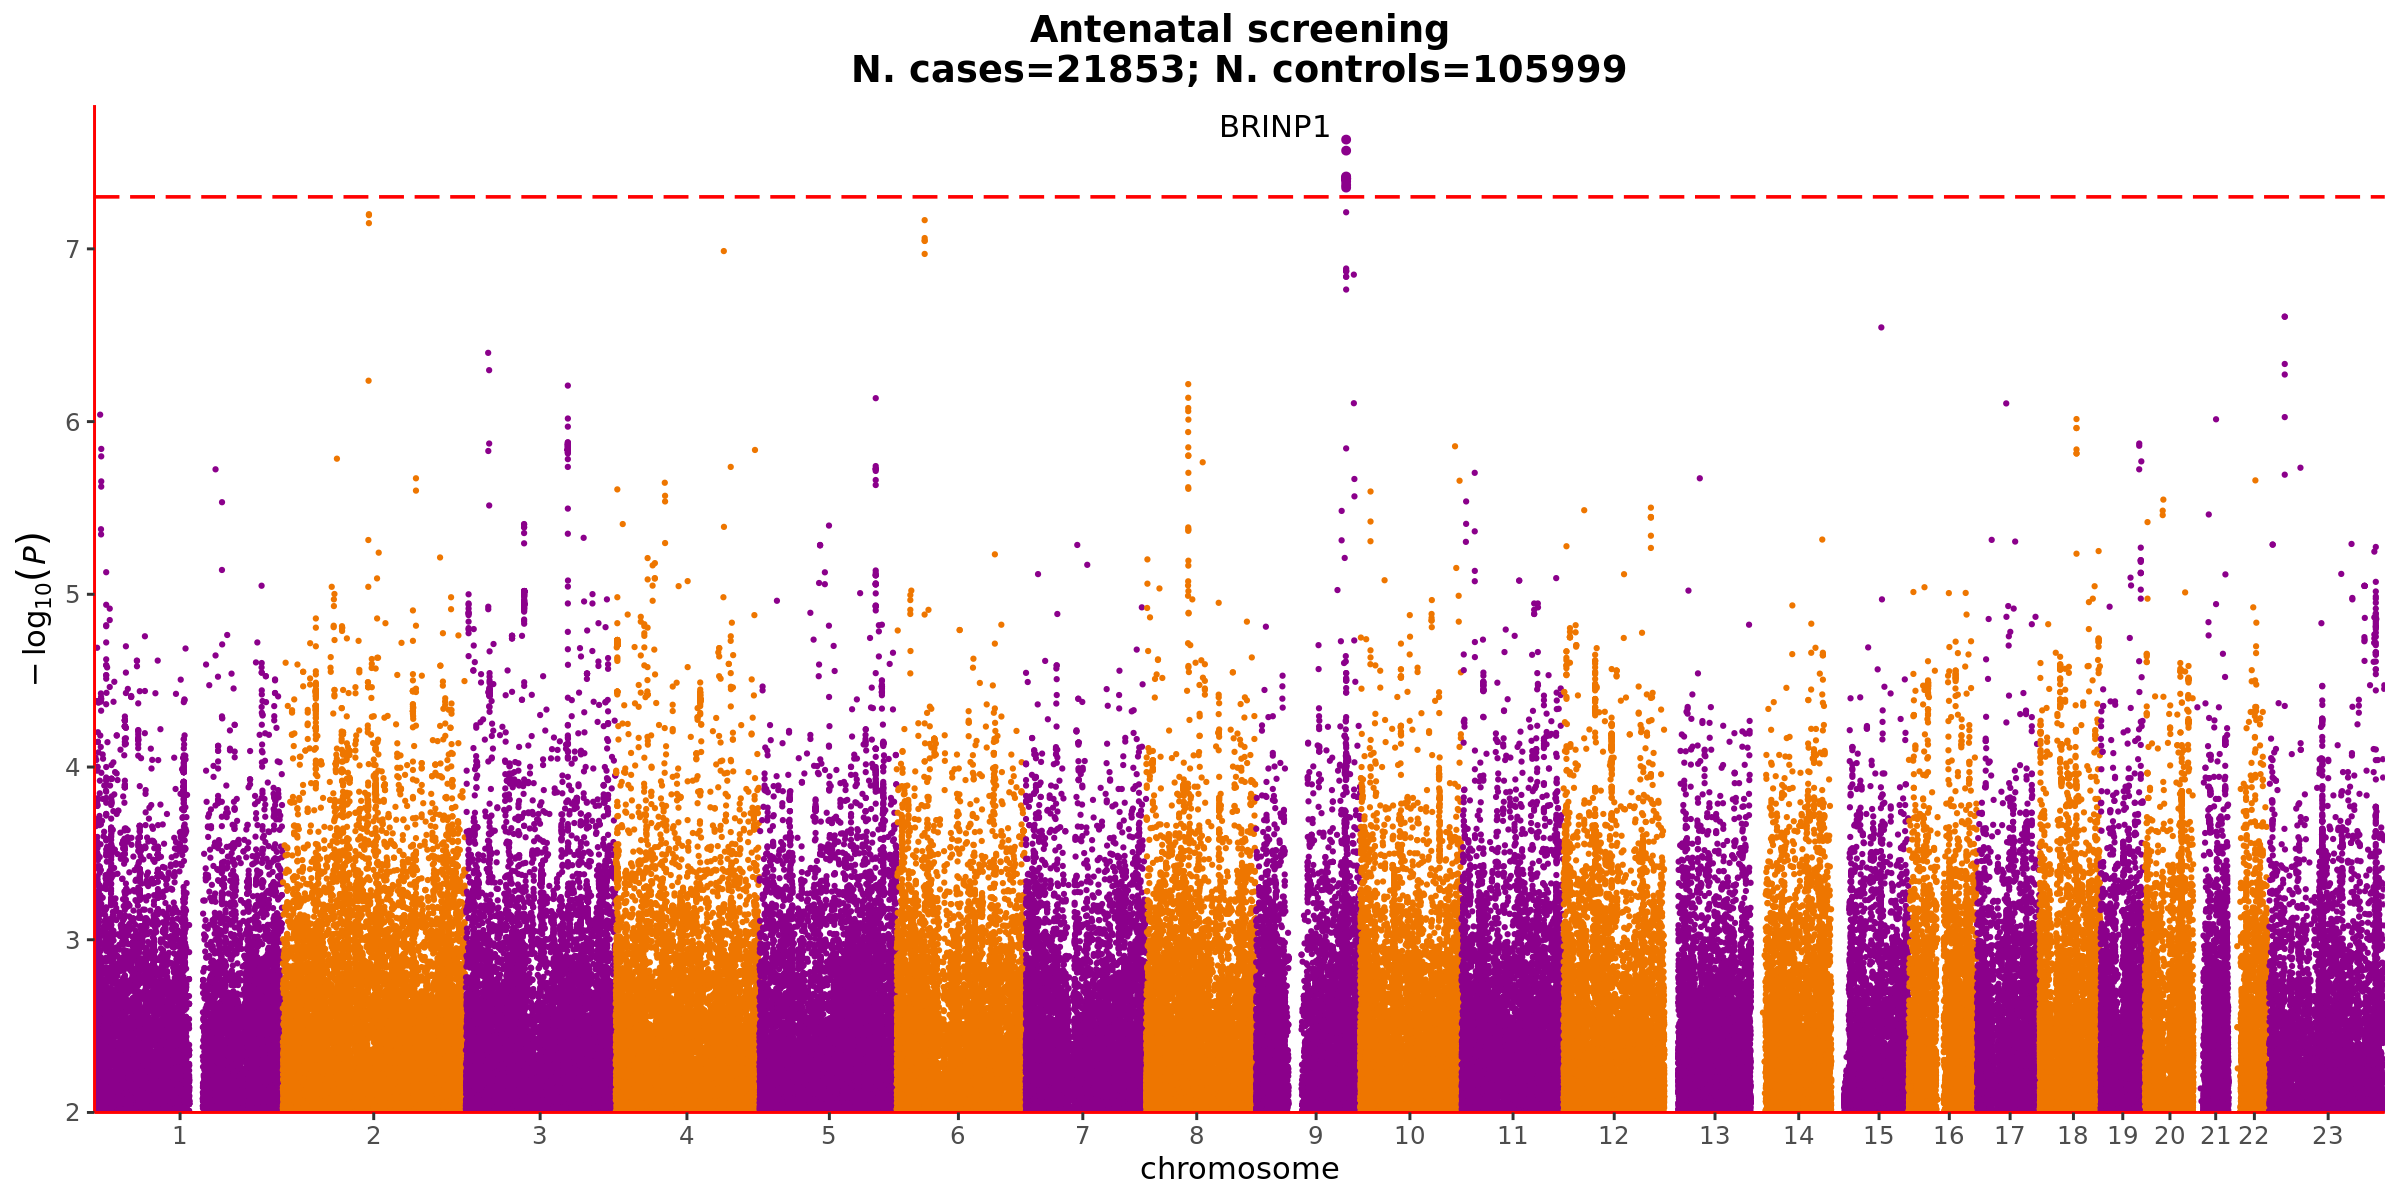 Antenatal screening
N. cases=21853; N. controls=105999
BRINP1
7
6
5
4
3
2
−log₁₀(P)
1 2 3 4 5 6 7 8 9 10 11 12 13 14 15 16 17 18 19 20 21 22 23
chromosome